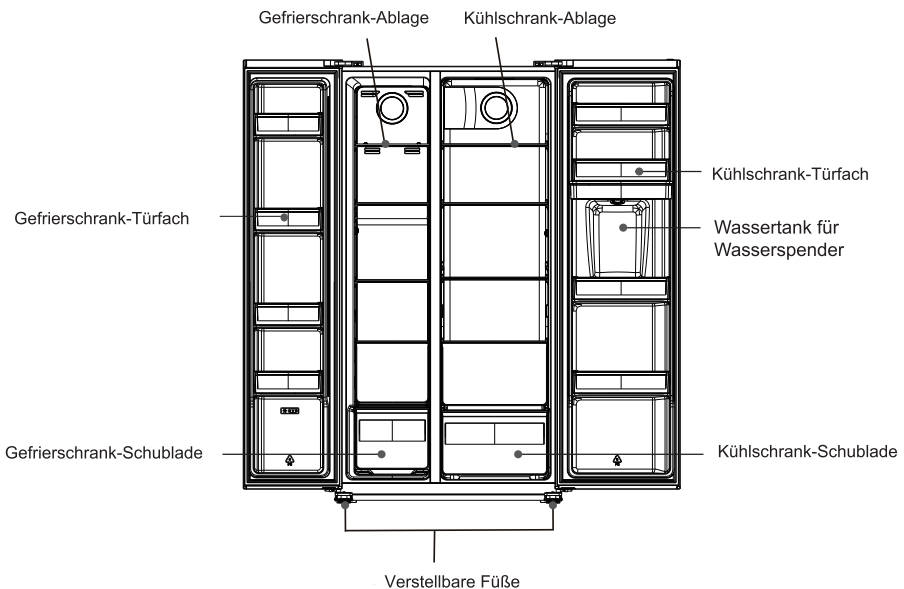 Gefrierschrank-Ablage
Kühlschrank-Ablage
Kühlschrank-Türfach
Gefrierschrank-Türfach
Wassertank für
Wasserspender
Gefrierschrank-Schublade
Kühlschrank-Schublade
Verstellbare Füße